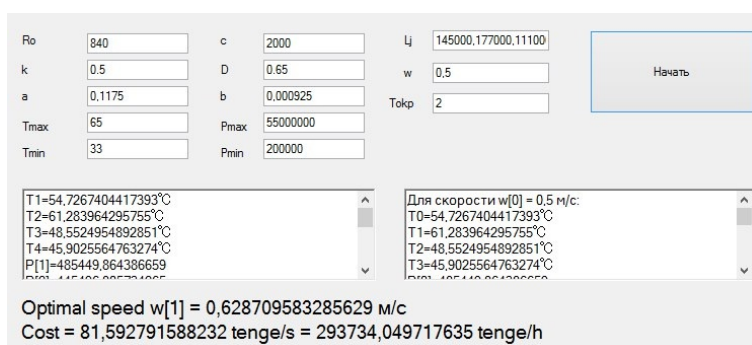 Ro 840 c 2000 Lj 145000,177000,11100
k 0.5 D 0.65 w 0,5 Начать
a 0,1175 b 0,000925 Tokp 2
Tmax 65 Pmax 55000000
Tmin 33 Pmin 200000
T1=54,7267404417393°C
T2=61,283964295755°C
T3=48,5524954892851°C
T4=45,9025564763274°C
P[1]=485449,864386659
Для скорости w[0] = 0,5 м/с:
T0=54,7267404417393°C
T1=61,283964295755°C
T2=48,5524954892851°C
T3=45,9025564763274°C
Optimal speed w[1] = 0,628709583285629 м/с
Cost = 81,592791588232 tenge/s = 293734,049717635 tenge/h